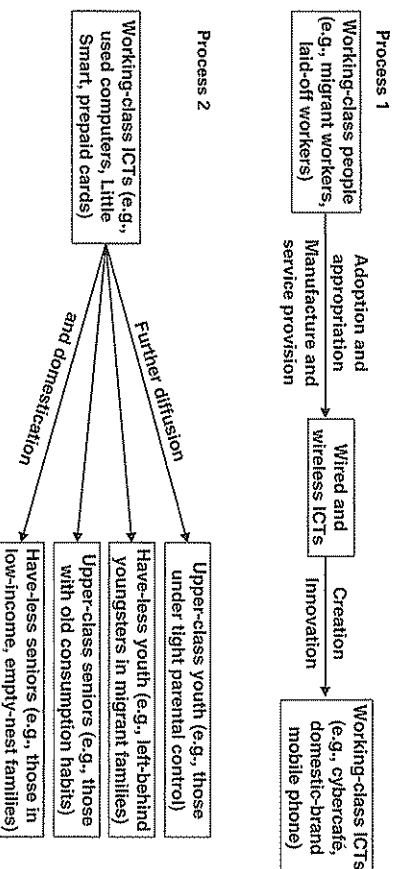 Process 1
Working-class people
(e.g., migrant workers,
laid-off workers)
Adoption and
appropriation
Manufacture and
service provision
Wired and
wireless ICTs
Creation
Innovation
Working-class ICTs
(e.g., cybercafé,
domestic-brand
mobile phone)
Process 2
Working-class ICTs (e.g.,
used computers, Little
Smart, prepaid cards)
Further diffusion
and domestication
Upper-class youth (e.g., those
under tight parental control)
Have-less youth (e.g., left-behind
youngsters in migrant families)
Upper-class seniors (e.g., those
with old consumption habits)
Have-less seniors (e.g., those in
low-income, empty-nest families)